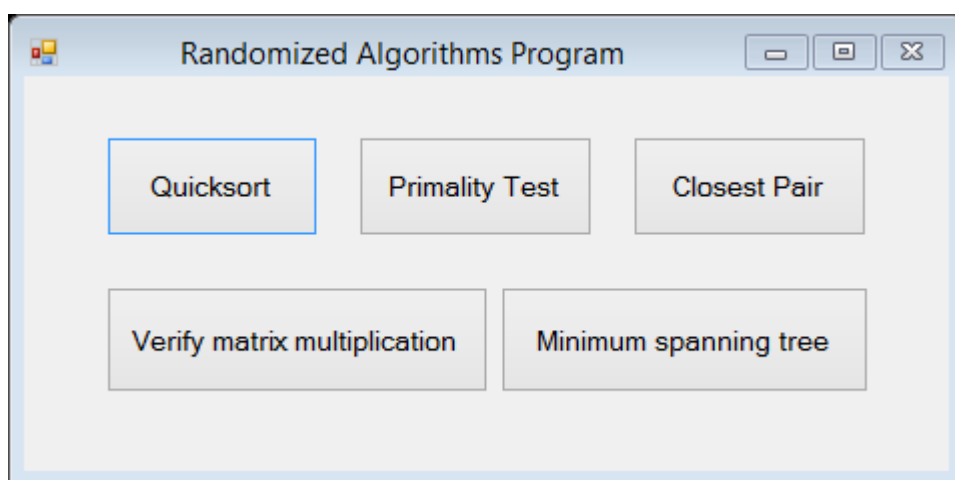 Randomized Algorithms Program
Quicksort
Primality Test
Closest Pair
Verify matrix multiplication
Minimum spanning tree